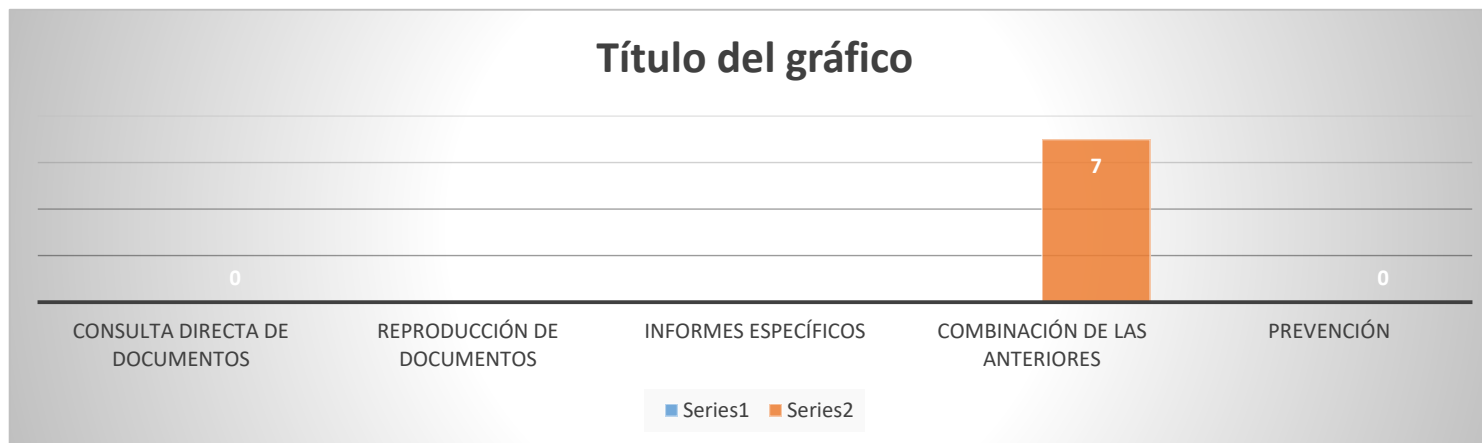 Título del gráfico
7
0
0
CONSULTA DIRECTA DE
DOCUMENTOS
REPRODUCCIÓN DE
DOCUMENTOS
INFORMES ESPECÍFICOS
COMBINACIÓN DE LAS
ANTERIORES
PREVENCIÓN
Series1
Series2